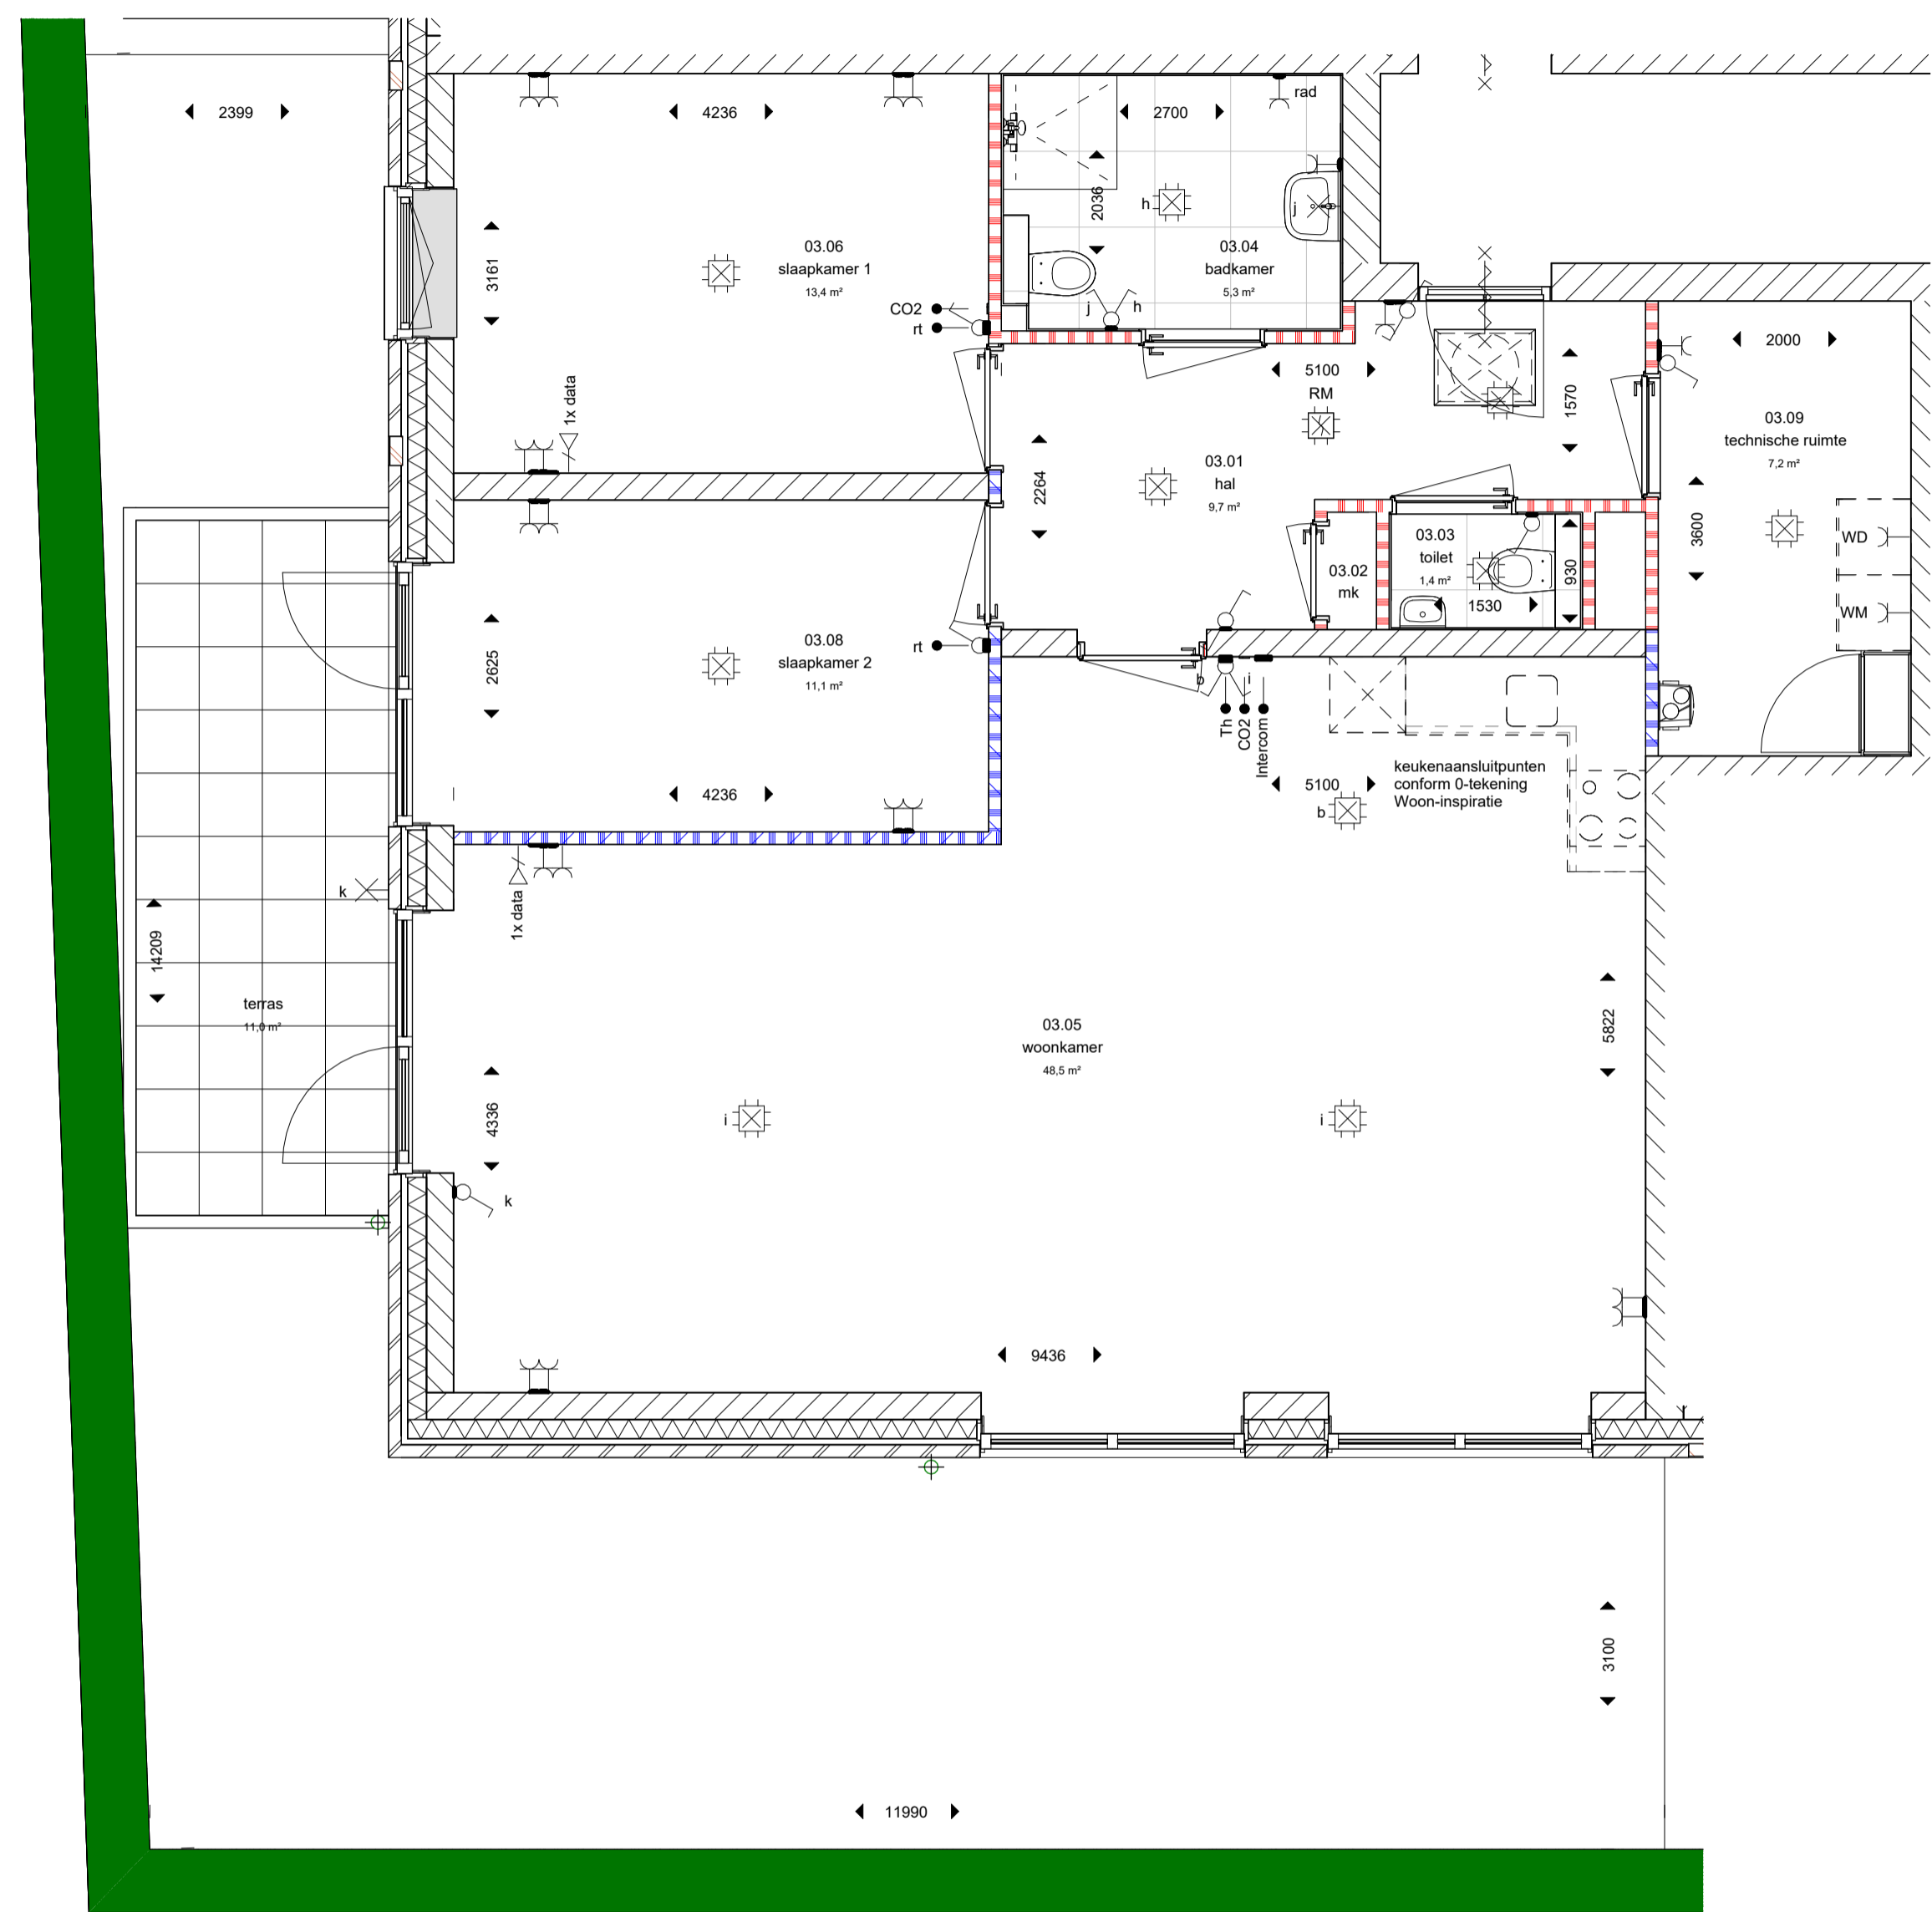 2399
4236
2700
rad
2036
h
j
03.06
slaapkamer 1
13,4 m²
3161
03.04
badkamer
5,3 m²
CO2
rt
j
h
1x data
5100
RM
1570
2000
03.09
technische ruimte
7,2 m²
2264
03.01
hal
9,7 m²
3600
WD
WM
03.03
toilet
1,4 m²
930
1530
03.02
mk
2625
03.08
slaapkamer 2
11,1 m²
rt
b
i
Th
CO2
Intercom
4236
5100
b
keukenaansluitpunten
conform 0-tekening
Woon-inspiratie
k
1x data
14209
terras
11,0 m²
03.05
woonkamer
48,5 m²
5822
4336
i
i
k
9436
3100
11990